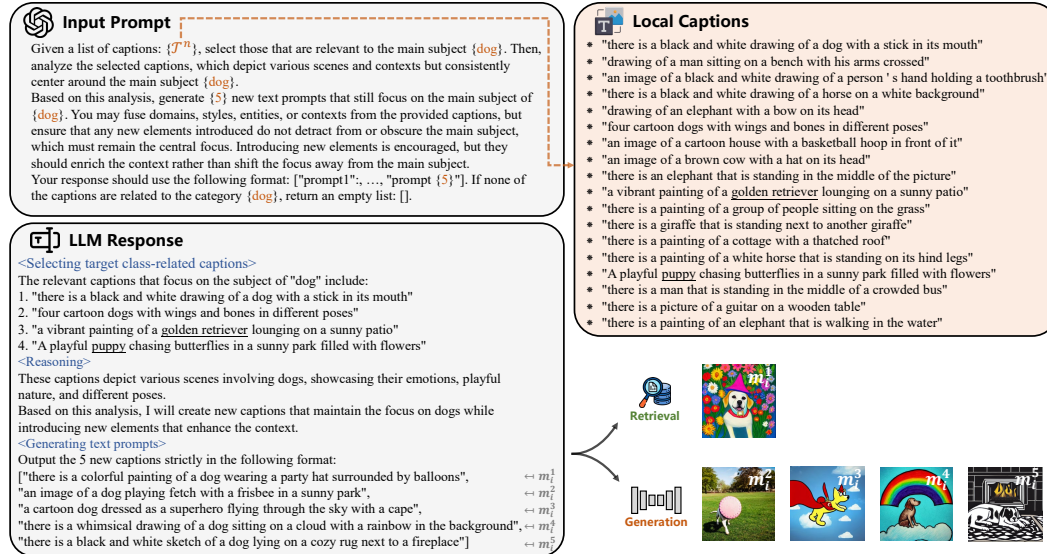 Input Prompt
Given a list of captions: {𝒯^n}, select those that are relevant to the main subject {dog}. Then,
analyze the selected captions, which depict various scenes and contexts but consistently
center around the main subject {dog}.
Based on this analysis, generate {5} new text prompts that still focus on the main subject of
{dog}. You may fuse domains, styles, entities, or contexts from the provided captions, but
ensure that any new elements introduced do not detract from or obscure the main subject,
which must remain the central focus. Introducing new elements is encouraged, but they
should enrich the context rather than shift the focus away from the main subject.
Your response should use the following format: ["prompt1":, …, "prompt {5}"]. If none of
the captions are related to the category {dog}, return an empty list: [].
LLM Response
<Selecting target class-related captions>
The relevant captions that focus on the subject of "dog" include:
1. "there is a black and white drawing of a dog with a stick in its mouth"
2. "four cartoon dogs with wings and bones in different poses"
3. "a vibrant painting of a golden retriever lounging on a sunny patio"
4. "A playful puppy chasing butterflies in a sunny park filled with flowers"
<Reasoning>
These captions depict various scenes involving dogs, showcasing their emotions, playful
nature, and different poses.
Based on this analysis, I will create new captions that maintain the focus on dogs while
introducing new elements that enhance the context.
<Generating text prompts>
Output the 5 new captions strictly in the following format:
["there is a colorful painting of a dog wearing a party hat surrounded by balloons", ↤ m_i^1
"an image of a dog playing fetch with a frisbee in a sunny park", ↤ m_i^2
"a cartoon dog dressed as a superhero flying through the sky with a cape", ↤ m_i^3
"there is a whimsical drawing of a dog sitting on a cloud with a rainbow in the background", ↤ m_i^4
"there is a black and white sketch of a dog lying on a cozy rug next to a fireplace"] ↤ m_i^5
T
Local Captions
* "there is a black and white drawing of a dog with a stick in its mouth"
* "drawing of a man sitting on a bench with his arms crossed"
* "an image of a black and white drawing of a person ' s hand holding a toothbrush"
* "there is a black and white drawing of a horse on a white background"
* "drawing of an elephant with a bow on its head"
* "four cartoon dogs with wings and bones in different poses"
* "an image of a cartoon house with a basketball hoop in front of it"
* "an image of a brown cow with a hat on its head"
* "there is an elephant that is standing in the middle of the picture"
* "a vibrant painting of a golden retriever lounging on a sunny patio"
* "there is a painting of a group of people sitting on the grass"
* "there is a giraffe that is standing next to another giraffe"
* "there is a painting of a cottage with a thatched roof"
* "there is a painting of a white horse that is standing on its hind legs"
* "A playful puppy chasing butterflies in a sunny park filled with flowers"
* "there is a man that is standing in the middle of a crowded bus"
* "there is picture of a guitar on a wooden table"
* "there is a painting of an elephant that is walking in the water"
Retrieval
m_i^1
Generation
m_i^2
m_i^3
m_i^4
m_i^5